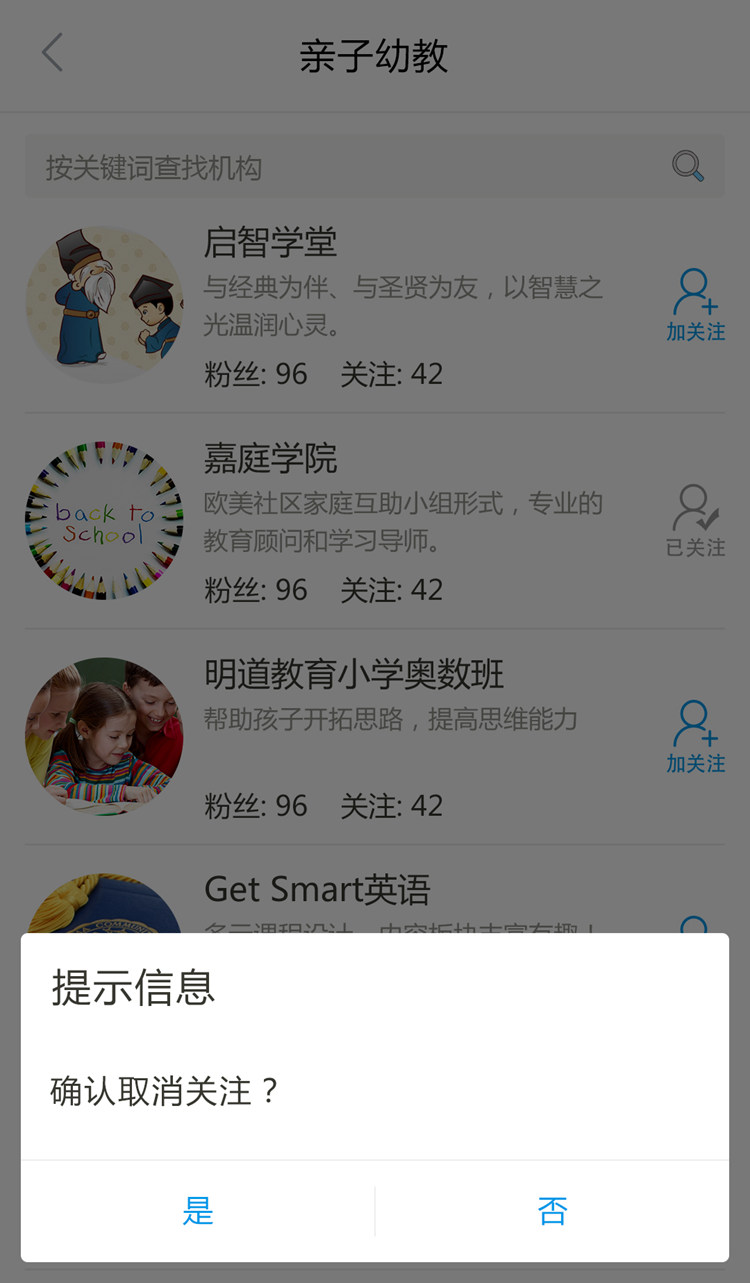 亲子幼教
按关键词查找机构
启智学堂
与经典为伴、与圣贤为友，以智慧之
光温润心灵。
加关注
粉丝: 96 关注: 42
嘉庭学院
back to
school
欧美社区家庭互助小组形式，专业的
教育顾问和学习导师。
已关注
粉丝: 96 关注: 42
明道教育小学奥数班
帮助孩子开拓思路，提高思维能力
加关注
粉丝: 96 关注: 42
Get Smart英语
提示信息
确认取消关注？
是 否